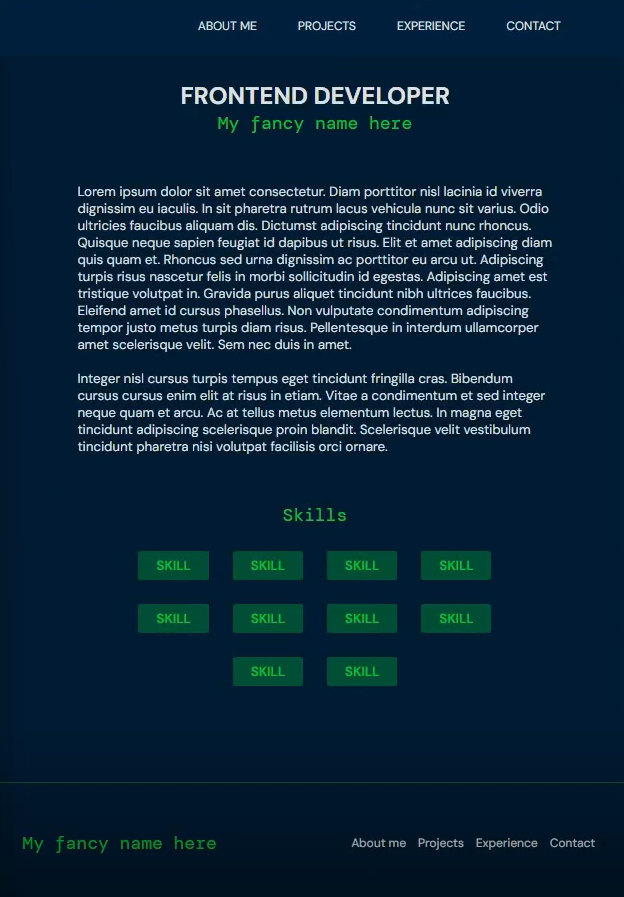 ABOUT ME PROJECTS EXPERIENCE CONTACT
FRONTEND DEVELOPER
My fancy name here
Lorem ipsum dolor sit amet consectetur. Diam porttitor nisl lacinia id viverra
dignissim eu iaculis. In sit pharetra rutrum lacus vehicula nunc sit varius. Odio
ultricies faucibus aliquam dis. Dictumst adipiscing tincidunt nunc rhoncus.
Quisque neque sapien feugiat id dapibus ut risus. Elit et amet adipiscing diam
quis quam et. Rhoncus sed urna dignissim ac porttitor eu arcu ut. Adipiscing
turpis risus nascetur felis in morbi sollicitudin id egestas. Adipiscing amet est
tristique volutpat in. Gravida purus aliquet tincidunt nibh ultrices faucibus.
Eleifend amet id cursus phasellus. Non vulputate condimentum adipiscing
tempor justo metus turpis diam risus. Pellentesque in interdum ullamcorper
amet scelerisque velit. Sem nec duis in amet.
Integer nisl cursus turpis tempus eget tincidunt fringilla cras. Bibendum
cursus cursus enim elit at risus in etiam. Vitae a condimentum et sed integer
neque quam et arcu. Ac at tellus metus elementum lectus. In magna eget
tincidunt adipiscing scelerisque proin blandit. Scelerisque velit vestibulum
tincidunt pharetra nisi volutpat facilisis orci ornare.
Skills
SKILL SKILL SKILL SKILL
SKILL SKILL SKILL SKILL
SKILL SKILL
My fancy name here About me Projects Experience Contact